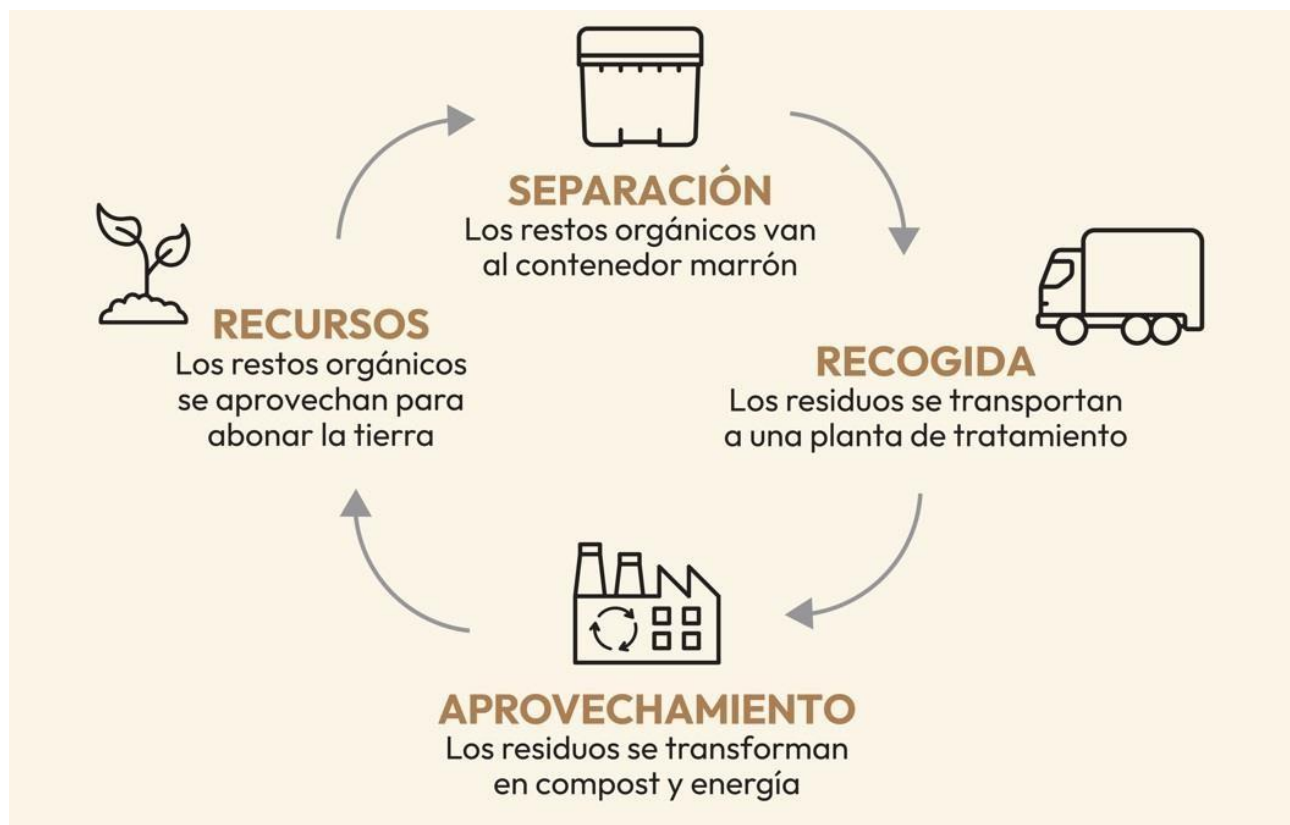 SEPARACIÓN
Los restos orgánicos van
al contenedor marrón
RECOGIDA
Los residuos se transportan
a una planta de tratamiento
APROVECHAMIENTO
Los residuos se transforman
en compost y energía
RECURSOS
Los restos orgánicos
se aprovechan para
abonar la tierra